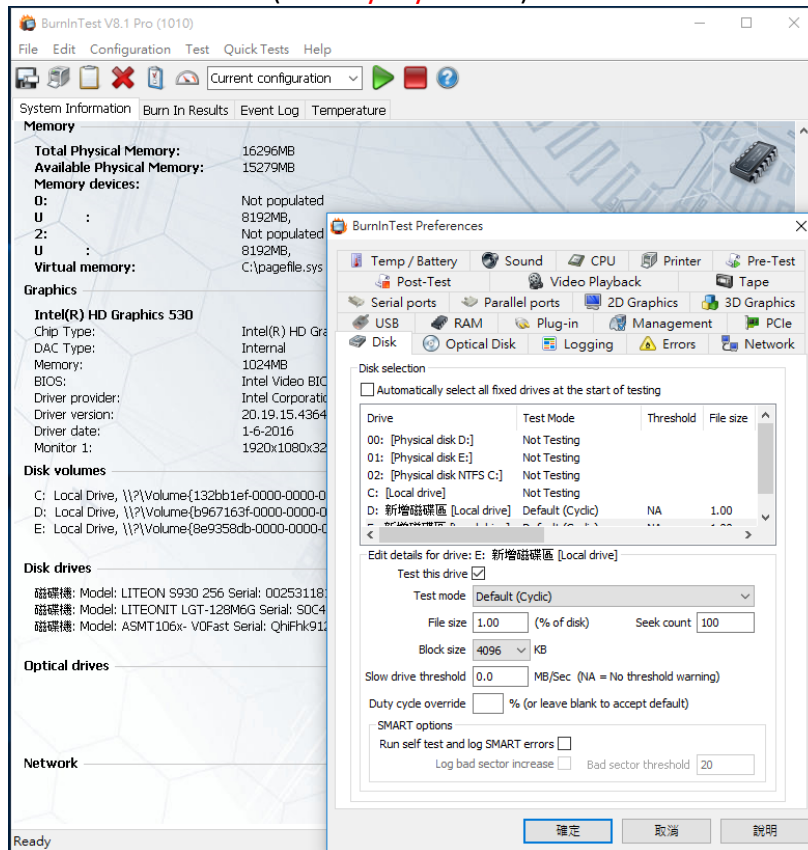 BurnInTest V8.1 Pro (1010)
File Edit Configuration Test Quick Tests Help
Current configuration
System Information Burn In Results Event Log Temperature
Memory
Total Physical Memory: 16296MB
Available Physical Memory: 15279MB
Memory devices:
0: Not populated
U : 8192MB,
2: Not populated
U : 8192MB,
Virtual memory: C:\pagefile.sys
Graphics
Intel(R) HD Graphics 530
Chip Type: Intel(R) HD Gra
DAC Type: Internal
Memory: 1024MB
BIOS: Intel Video BIC
Driver provider: Intel Corporatic
Driver version: 20.19.15.4364
Driver date: 1-6-2016
Monitor 1: 1920x1080x32
Disk volumes
C: Local Drive, \\?\Volume{132bb1ef-0000-0000-0
D: Local Drive, \\?\Volume{b967163f-0000-0000-0
E: Local Drive, \\?\Volume{8e9358db-0000-0000-0
Disk drives
磁碟機: Model: LITEON S930 256 Serial: 002531181
磁碟機: Model: LITEONIT LGT-128M6G Serial: S0C4
磁碟機: Model: ASMT106x- V0Fast Serial: QhiFhk912
Optical drives
Network
Ready
BurnInTest Preferences
Temp / Battery Sound CPU Printer Pre-Test
Post-Test Video Playback Tape
Serial ports Parallel ports 2D Graphics 3D Graphics
USB RAM Plug-in Management PCIe
Disk Optical Disk Logging Errors Network
Disk selection
Automatically select all fixed drives at the start of testing
Drive Test Mode Threshold File size
00: [Physical disk D:] Not Testing
01: [Physical disk E:] Not Testing
02: [Physical disk NTFS C:] Not Testing
C: [Local drive] Not Testing
D: 新增磁碟區 [Local drive] Default (Cyclic) NA 1.00
Edit details for drive: E: 新增磁碟區 [Local drive]
Test this drive
Test mode Default (Cyclic)
File size 1.00 (% of disk) Seek count 100
Block size 4096 KB
Slow drive threshold 0.0 MB/Sec (NA = No threshold warning)
Duty cycle override % (or leave blank to accept default)
SMART options
Run self test and log SMART errors
Log bad sector increase Bad sector threshold 20
確定 取消 說明